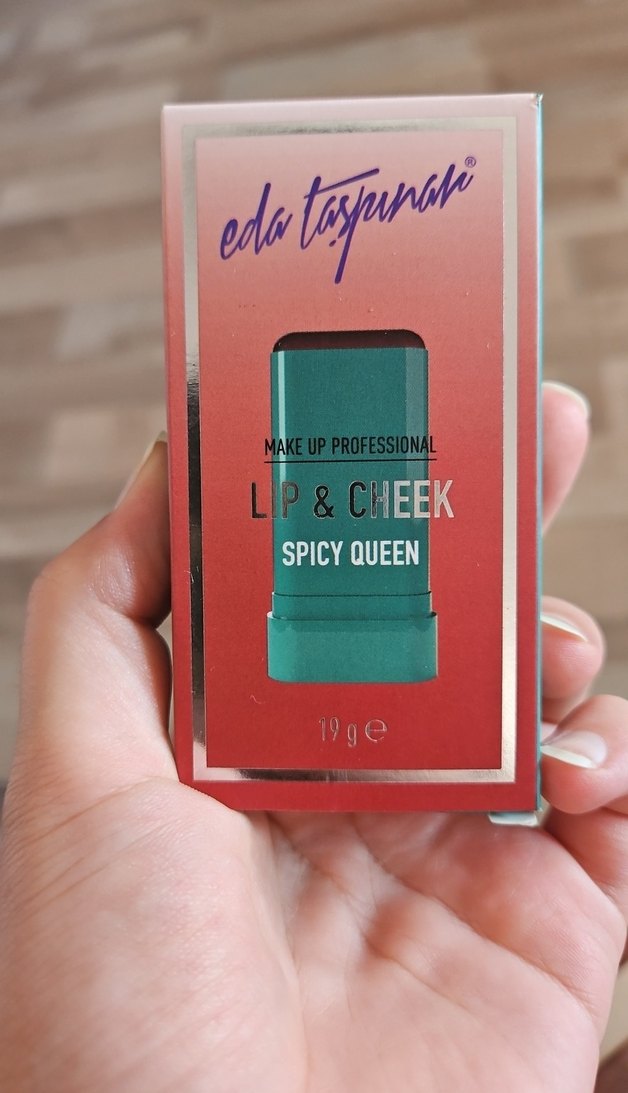 eda taşpınar®
MAKE UP PROFESSIONAL
LIP & CHEEK
SPICY QUEEN
19 g ℮